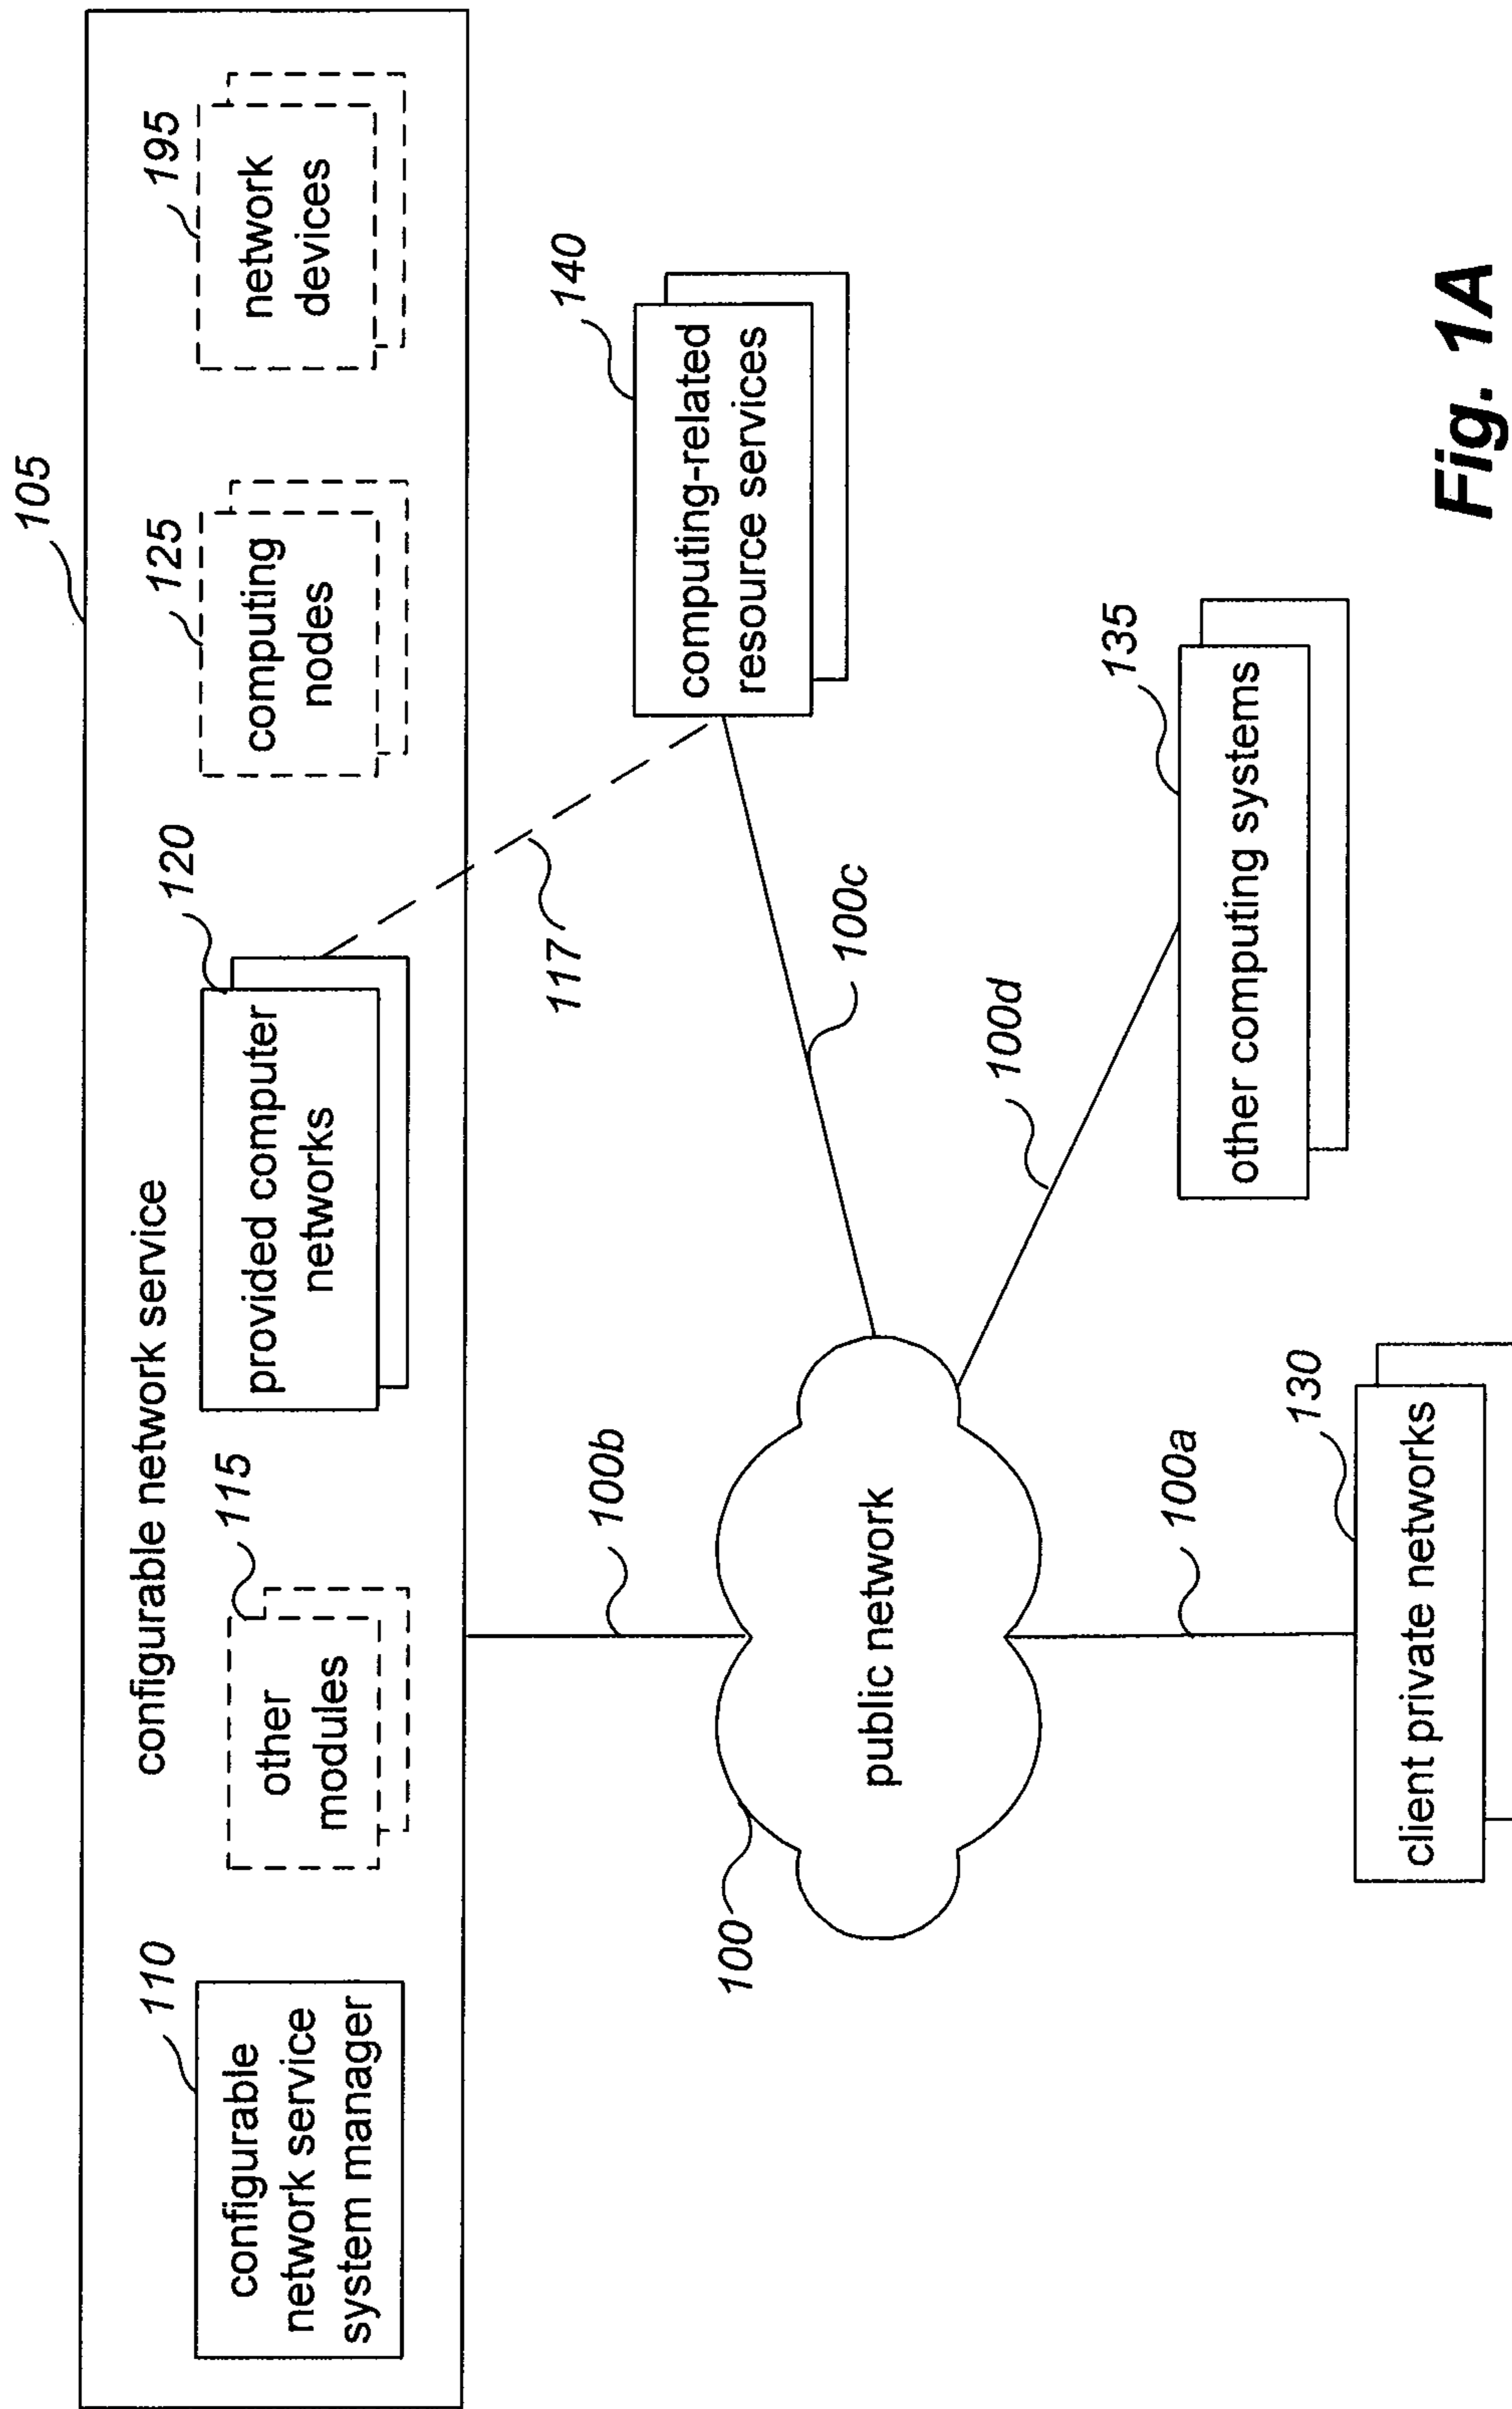 105
configurable network service
110
configurable
network service
system manager
115
other
modules
120
provided computer
networks
125
computing
nodes
195
network
devices
117
140
computing-related
resource services
100b
100c
100d
100
public network
135
other computing systems
100a
130
client private networks
Fig. 1A